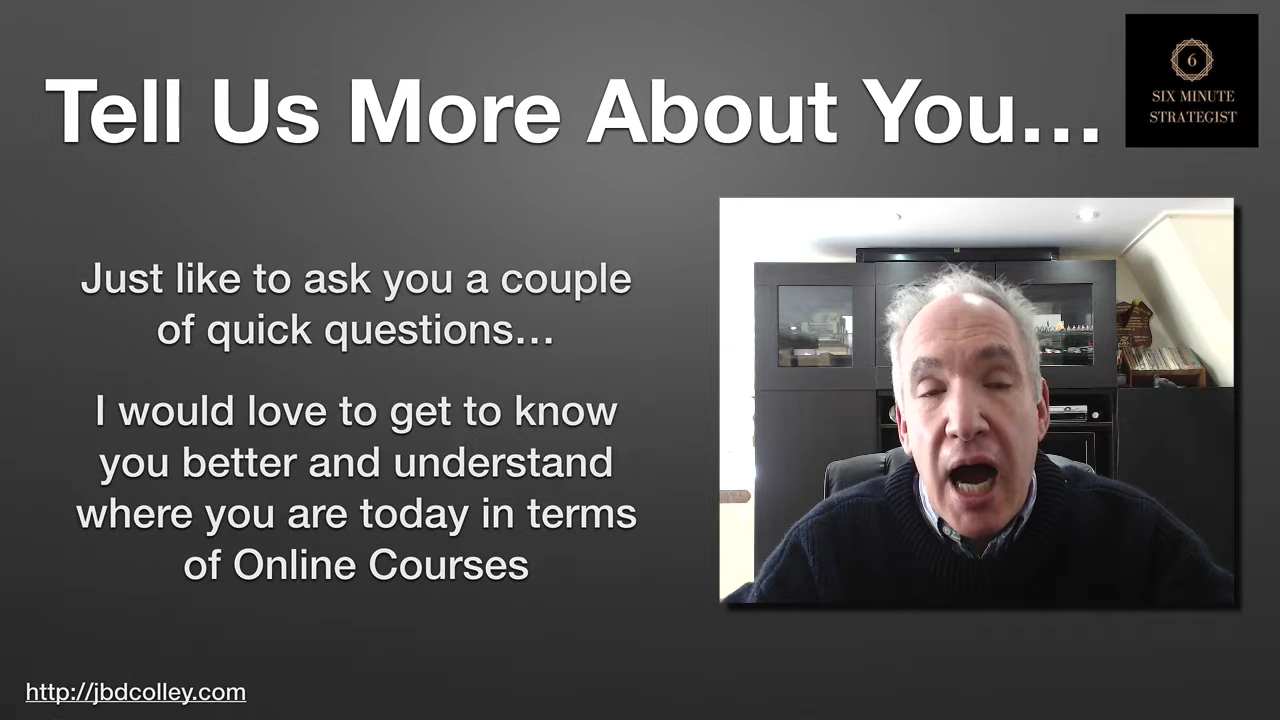 Tell Us More About You...
6
SIX MINUTE
STRATEGIST
Just like to ask you a couple
of quick questions...
I would love to get to know
you better and understand
where you are today in terms
of Online Courses
http://jbdcolley.com